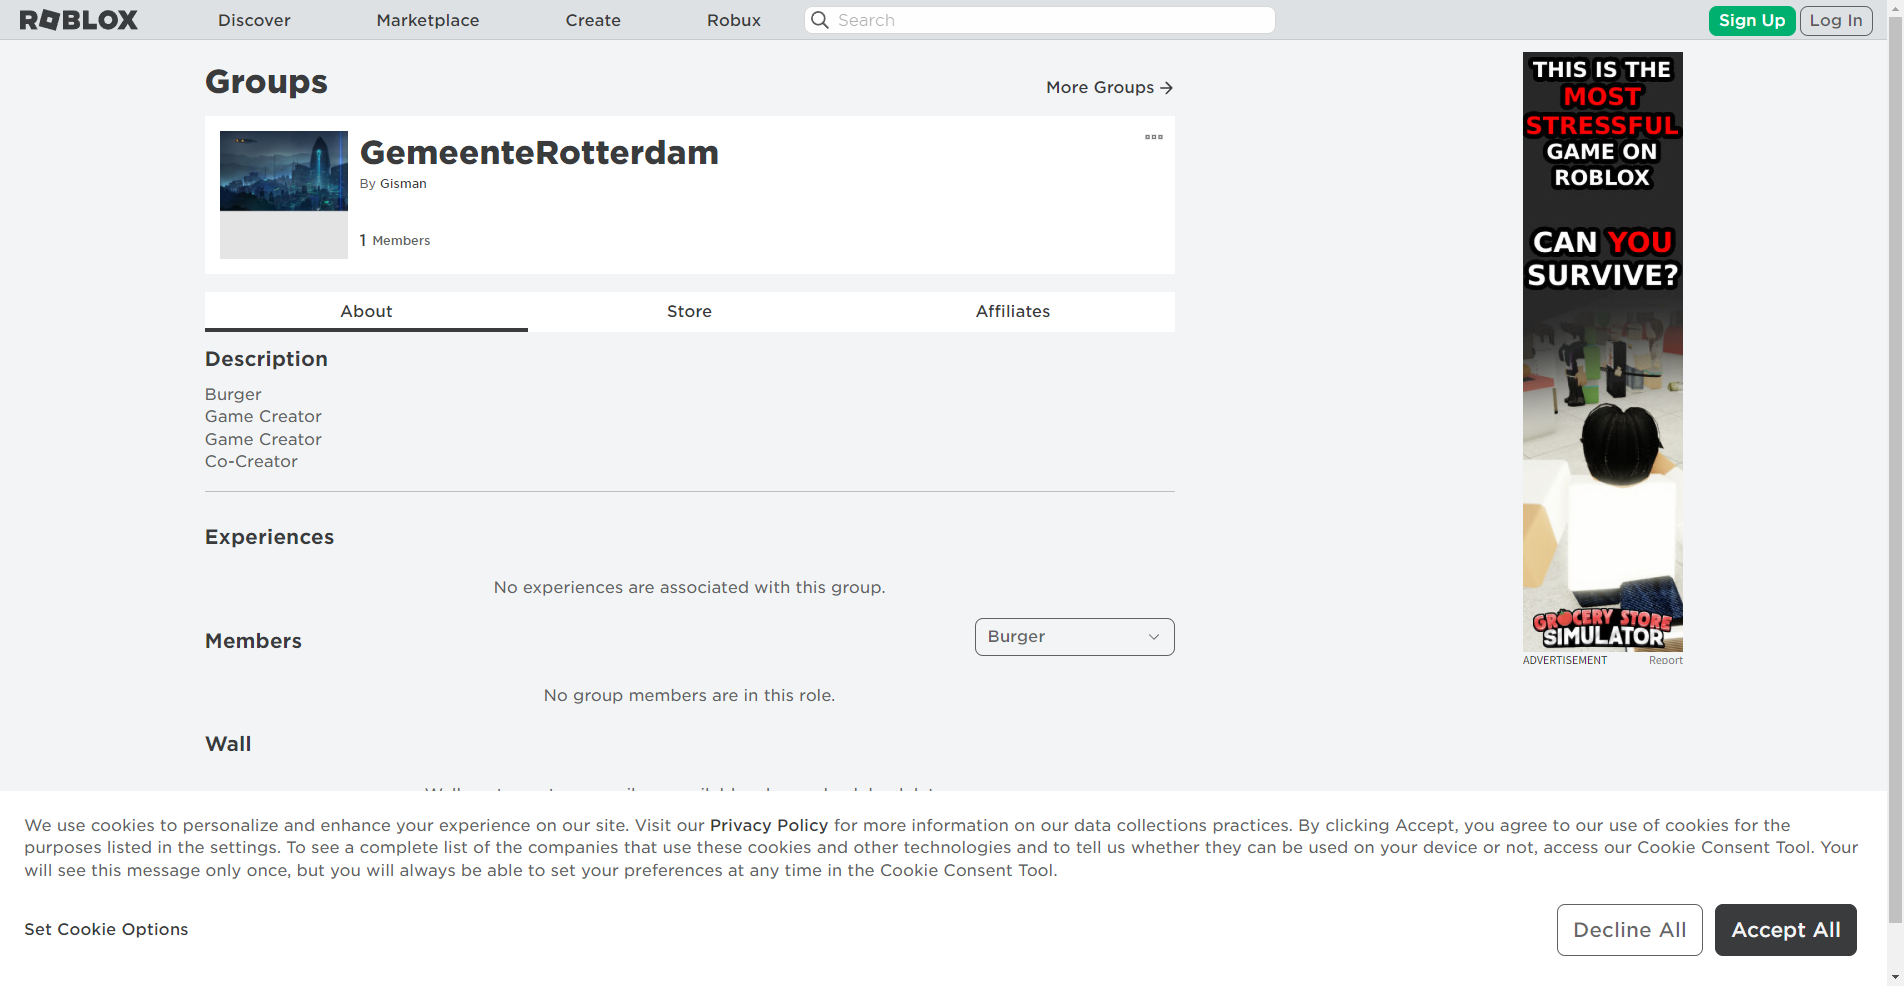 ROBLOX
Discover
Marketplace
Create
Robux
Search
Sign Up
Log In
Groups
More Groups →
GemeenteRotterdam
By Gisman
1 Members
About
Store
Affiliates
Description
Burger
Game Creator
Game Creator
Co-Creator
Experiences
No experiences are associated with this group.
Members
Burger
No group members are in this role.
Wall
THIS IS THE
MOST
STRESSFUL
GAME ON
ROBLOX
CAN YOU
SURVIVE?
GROCERY STORE
SIMULATOR
ADVERTISEMENT
Report
We use cookies to personalize and enhance your experience on our site. Visit our Privacy Policy for more information on our data collections practices. By clicking Accept, you agree to our use of cookies for the
purposes listed in the settings. To see a complete list of the companies that use these cookies and other technologies and to tell us whether they can be used on your device or not, access our Cookie Consent Tool. Your
will see this message only once, but you will always be able to set your preferences at any time in the Cookie Consent Tool.
Set Cookie Options
Decline All
Accept All